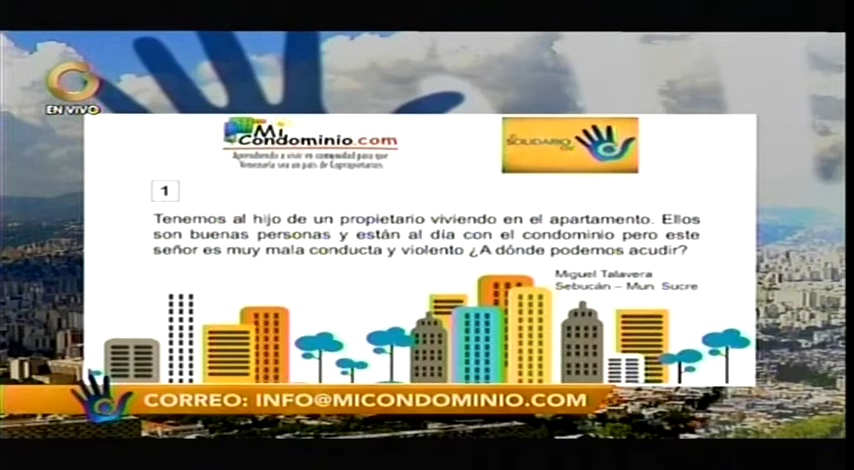 EN VIVO
Mi
Condominio.com
Aprendiendo a vivir en comunidad para que
Venezuela sea un país de Copropietarios
SOLIDARIO
1
Tenemos al hijo de un propietario viviendo en el apartamento. Ellos
son buenas personas y están al día con el condominio pero este
señor es muy mala conducta y violento ¿A dónde podemos acudir?
Miguel Talavera
Sebucán – Mun. Sucre
CORREO: INFO@MICONDOMINIO.COM